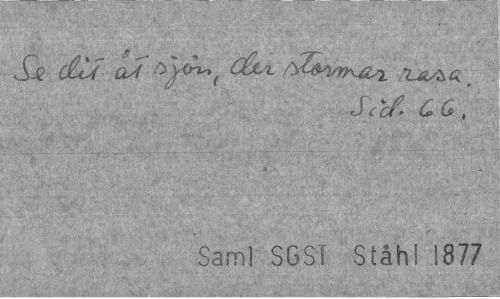 Se dit åt sjön, der stormar rasa.
Sid. 66.
Saml SGST Ståhl 1877